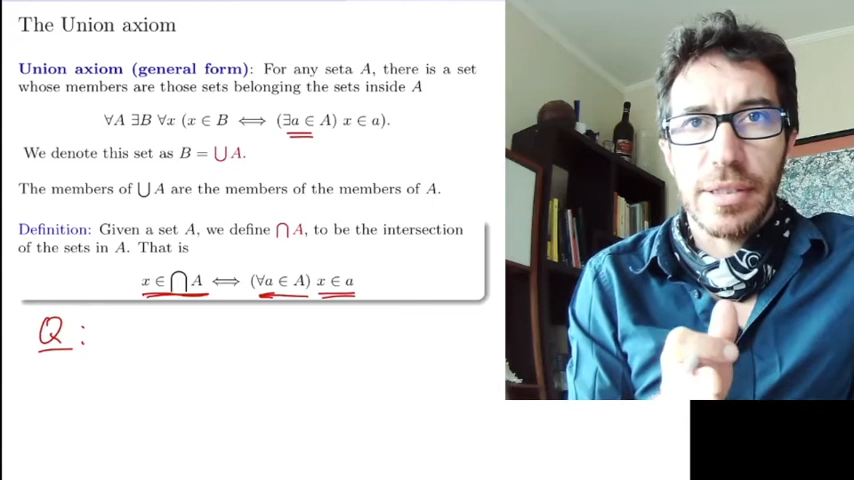 The Union axiom
Union axiom (general form): For any seta A, there is a set
whose members are those sets belonging the sets inside A
∀A ∃B ∀x (x ∈ B ⟺ (∃a ∈ A) x ∈ a).
We denote this set as B = ⋃ A.
The members of ⋃ A are the members of the members of A.
Definition: Given a set A, we define ⋂ A, to be the intersection
of the sets in A. That is
x ∈ ⋂ A ⟺ (∀a ∈ A) x ∈ a
Q: